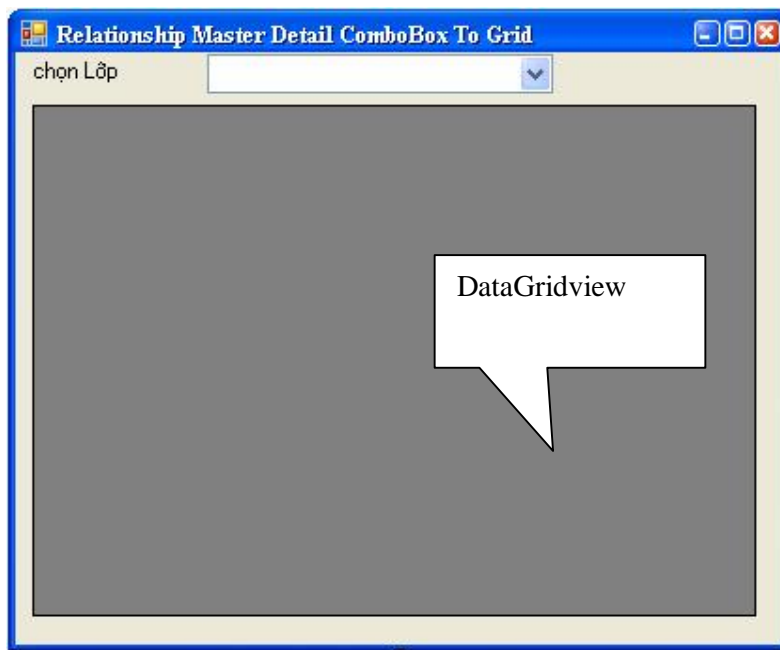 Relationship Master Detail ComboBox To Grid
chọn Lớp
DataGridview